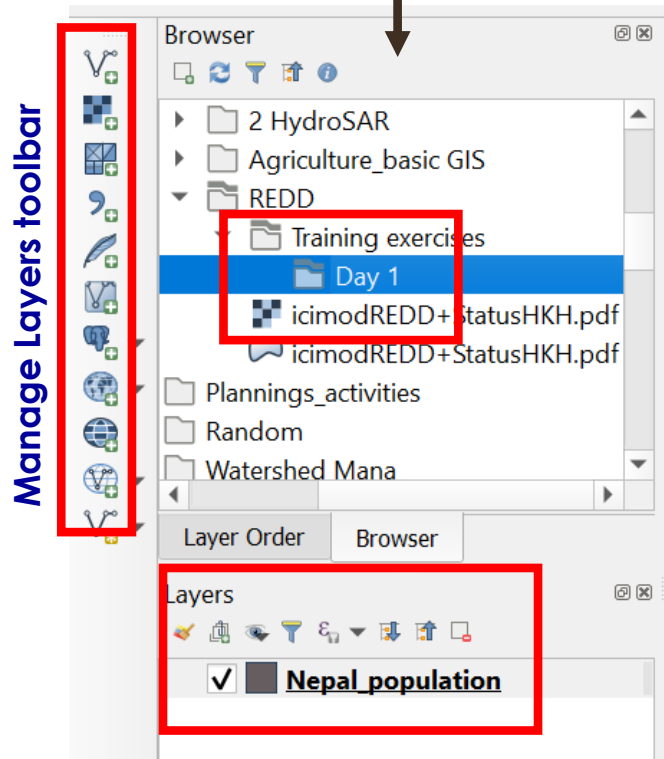 Manage Layers toolbar
Browser
2 HydroSAR
Agriculture_basic GIS
REDD
Training exercises
Day 1
icimodREDD+StatusHKH.pdf
icimodREDD+StatusHKH.pdf
Plannings_activities
Random
Watershed Mana
Layer Order
Browser
Layers
Nepal_population